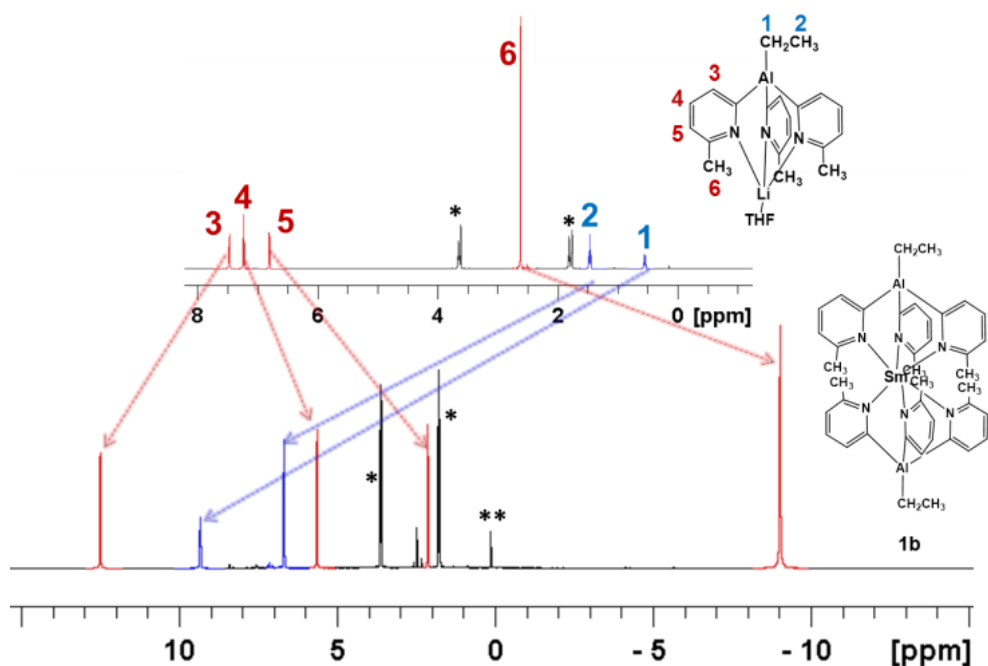 1 2
CH₂CH₃
6
3
Al
4
5
N N N
CH₃ CH₃ CH₃
6
Li
THF
3 4 5
* * 2 1
8 6 4 2 0 [ppm]
CH₂CH₃
Al
N N N
CH₃ CH₃ CH₃
Sm
CH₃ CH₃ CH₃
N N N
Al
CH₂CH₃
1b
* * **
10 5 0 - 5 - 10 [ppm]